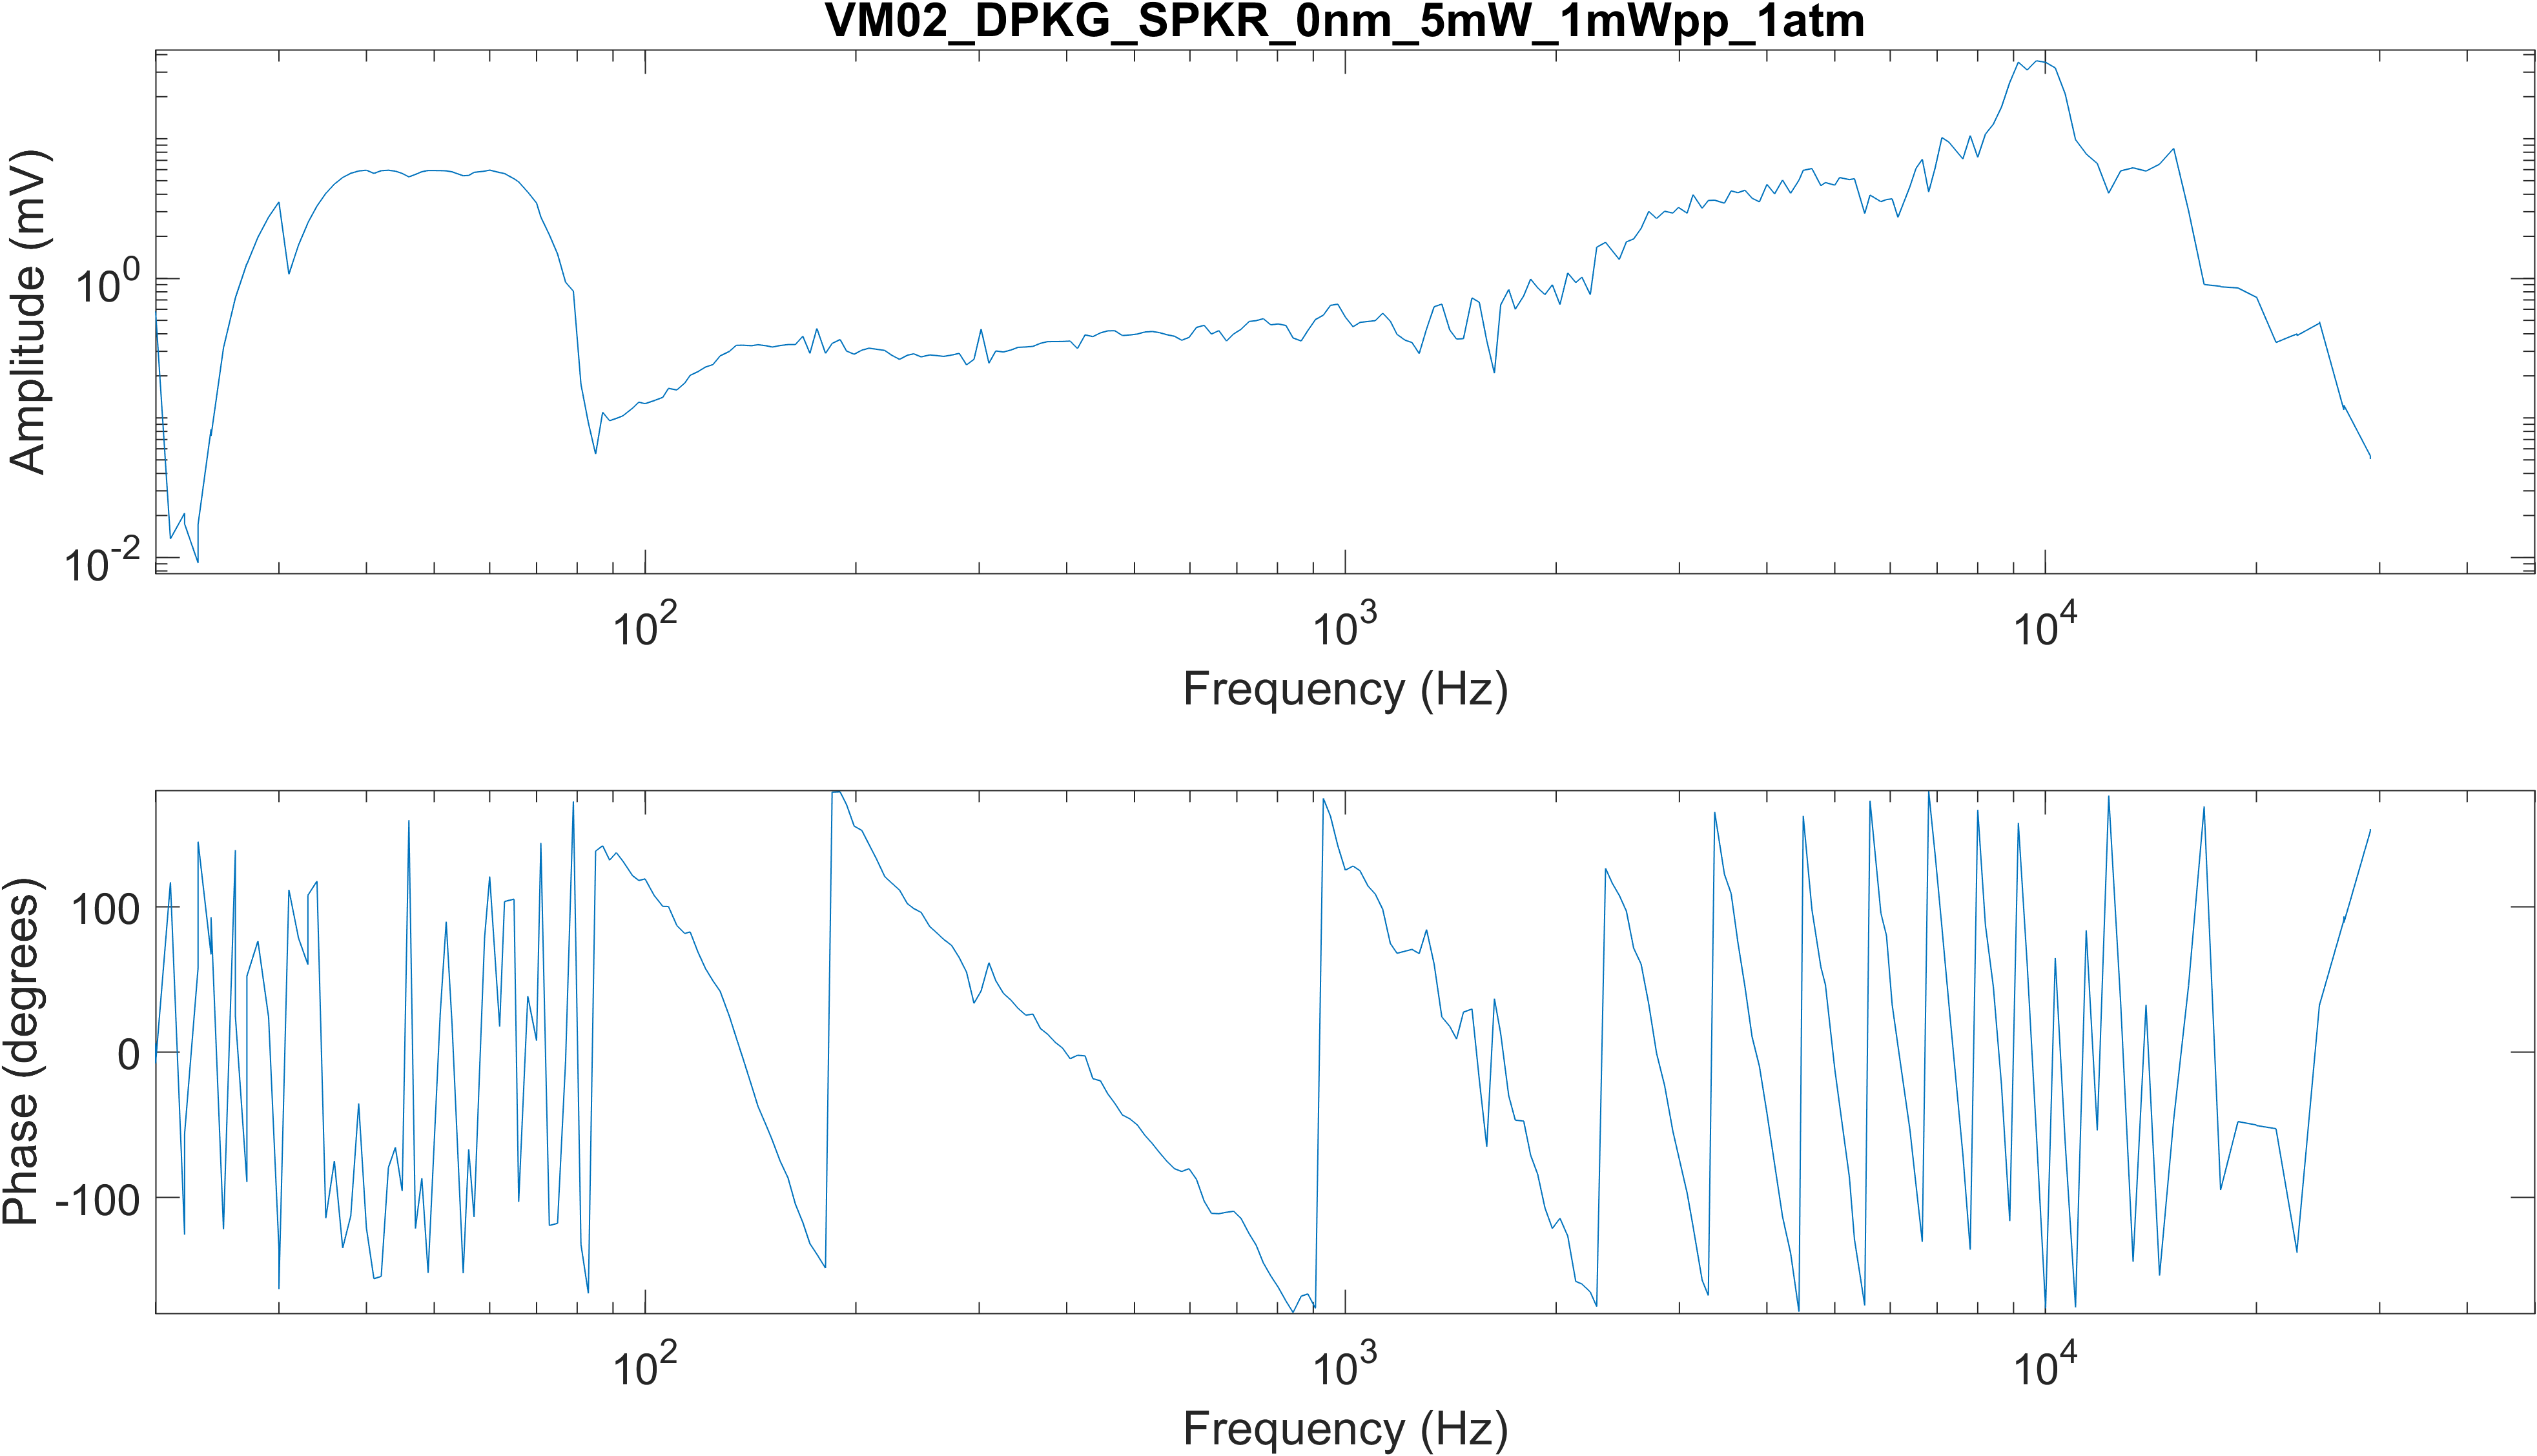 VM02_DPKG_SPKR_0nm_5mW_1mWpp_1atm
Amplitude (mV)
10^0
10^-2
10^2
10^3
10^4
Frequency (Hz)
Phase (degrees)
100
0
-100
10^2
10^3
10^4
Frequency (Hz)